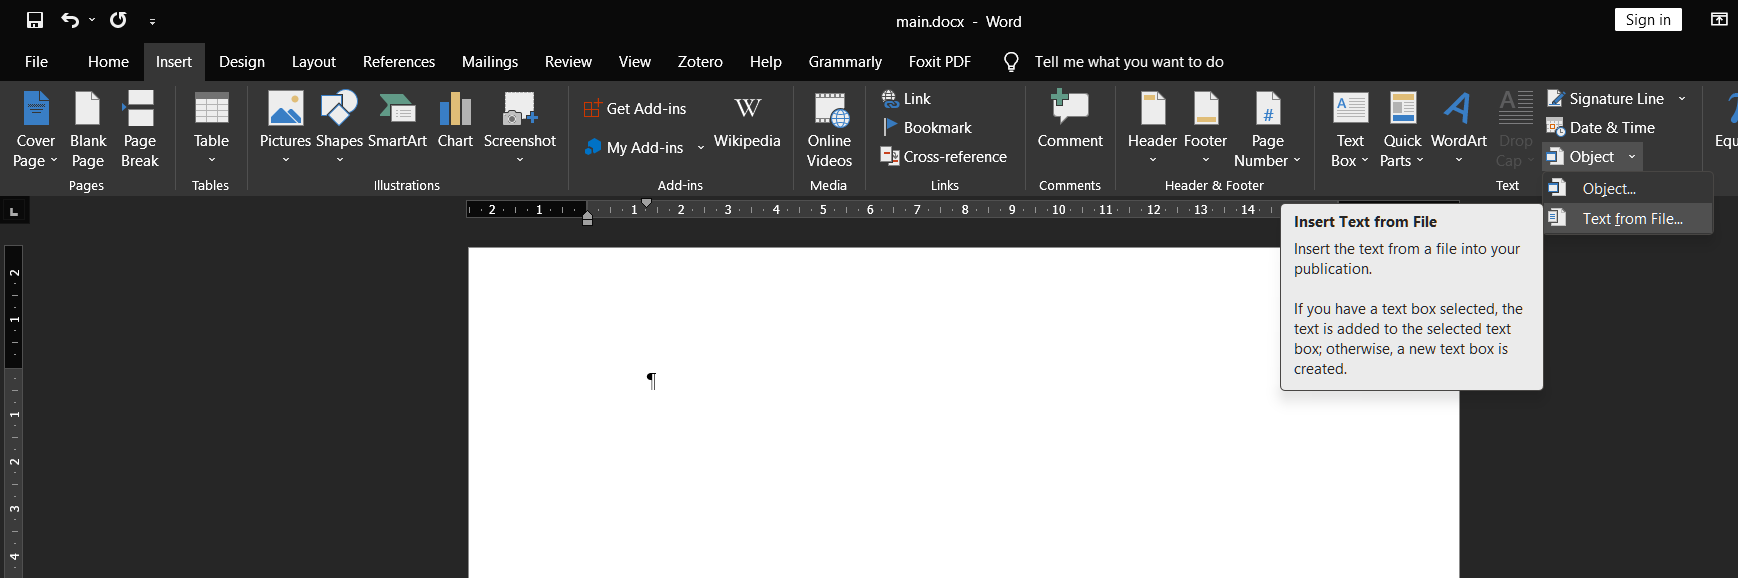 main.docx - Word
Sign in
File Home Insert Design Layout References Mailings Review View Zotero Help Grammarly Foxit PDF Tell me what you want to do
Cover
Page
Blank
Page
Page
Break
Pages
Table
Tables
Pictures Shapes SmartArt Chart Screenshot
Illustrations
Get Add-ins
My Add-ins
W
Wikipedia
Add-ins
Online
Videos
Media
Link
Bookmark
Cross-reference
Links
Comment
Comments
Header Footer
Page
Number
#
Header & Footer
A
Text
Box
Quick
Parts
A
WordArt
A
Drop
Cap
Signature Line
Date & Time
Object
Text
Equ
Object...
Text from File...
L
2 1 1 2 3 4 5 6 7 8 9 10 11 12 13 14
Insert Text from File
Insert the text from a file into your
publication.
If you have a text box selected, the
text is added to the selected text
box; otherwise, a new text box is
created.
¶
2
1
1
2
3
4